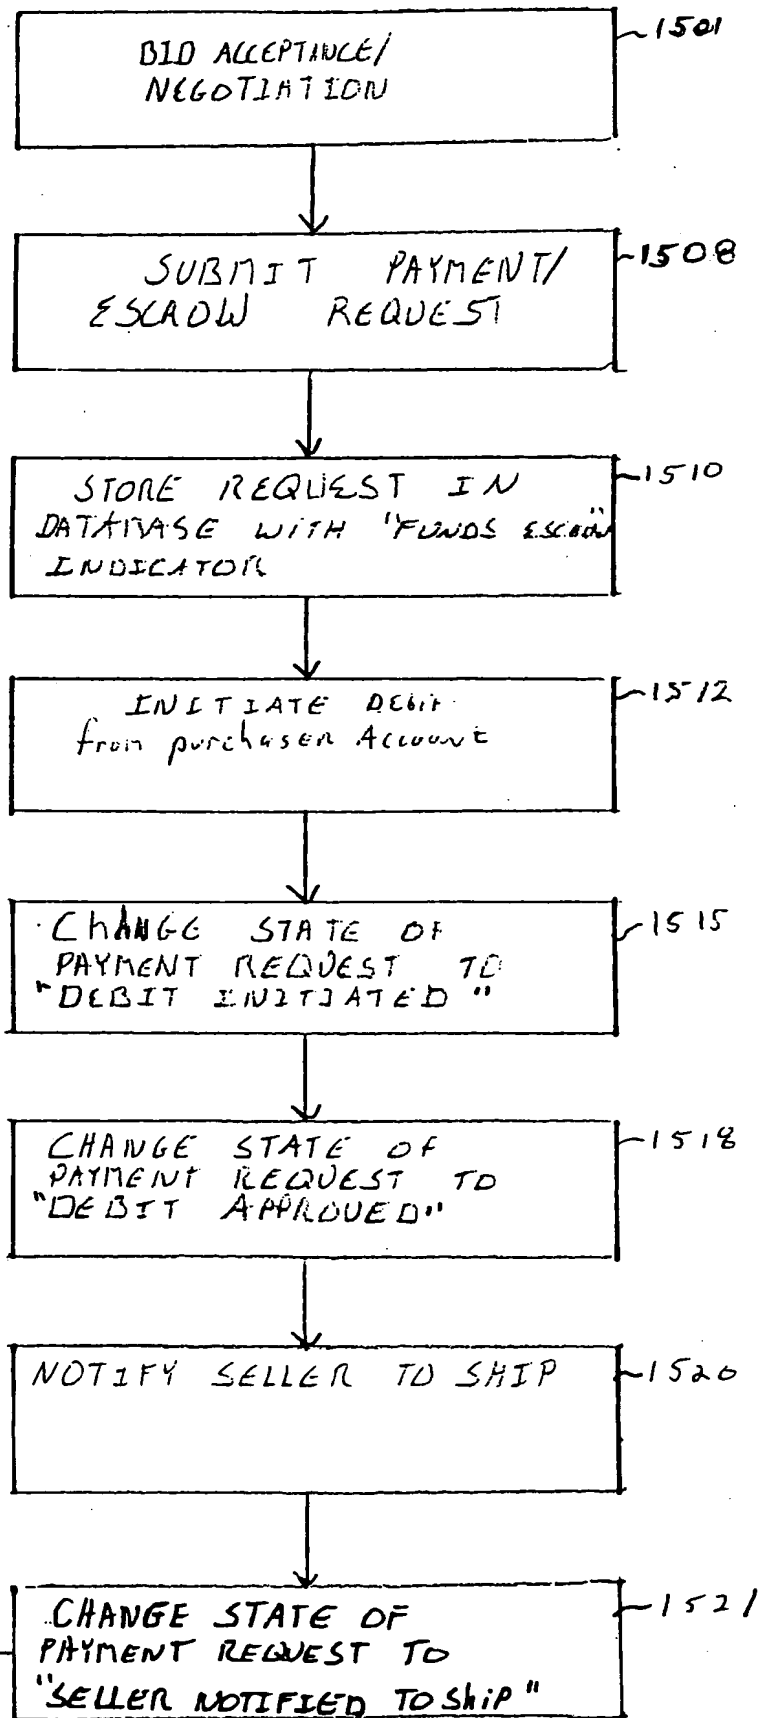 BID ACCEPTANCE/
NEGOTIATION
1501
SUBMIT PAYMENT/
ESCROW REQUEST
1508
STORE REQUEST IN
DATABASE WITH "FUNDS ESCROW"
INDICATOR
1510
INITIATE Debit
from purchaser Account
1512
ChANGE STATE OF
PAYMENT REQUEST TO
"DEBIT INITIATED"
1515
CHANGE STATE OF
PAYMENT REQUEST TO
"DEBIT APPROVED"
1518
NOTIFY SELLER TO SHIP
1520
CHANGE STATE OF
PAYMENT REQUEST TO
"SELLER NOTIFIED TO ShiP"
1521